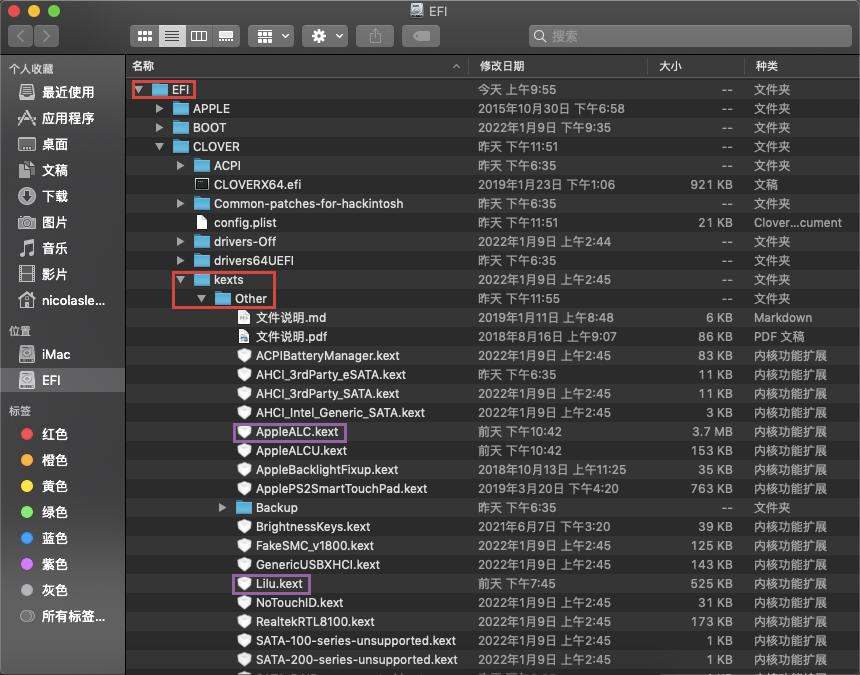 EFI
搜索
个人收藏
最近使用
应用程序
桌面
文稿
下载
图片
音乐
影片
nicolasle...
位置
iMac
EFI
标签
红色
橙色
黄色
绿色
蓝色
紫色
灰色
所有标签...
名称 修改日期 大小 种类
EFI 今天 上午9:55 -- 文件夹
APPLE 2015年10月30日 下午6:58 -- 文件夹
BOOT 2022年1月9日 下午9:35 -- 文件夹
CLOVER 昨天 下午11:51 -- 文件夹
ACPI 昨天 下午6:35 -- 文件夹
CLOVERX64.efi 2019年1月23日 下午1:06 921 KB 文稿
Common-patches-for-hackintosh 昨天 下午6:35 -- 文件夹
config.plist 昨天 下午11:51 21 KB Clover...cument
drivers-Off 2022年1月9日 上午2:44 -- 文件夹
drivers64UEFI 昨天 下午6:35 -- 文件夹
kexts 2022年1月9日 上午2:45 -- 文件夹
Other 昨天 下午11:55 -- 文件夹
文件说明.md 2019年1月11日 上午8:48 6 KB Markdown
文件说明.pdf 2018年8月16日 上午9:07 86 KB PDF 文稿
ACPIBatteryManager.kext 2022年1月9日 上午2:45 83 KB 内核功能扩展
AHCI_3rdParty_eSATA.kext 昨天 下午6:35 11 KB 内核功能扩展
AHCI_3rdParty_SATA.kext 2022年1月9日 上午2:45 11 KB 内核功能扩展
AHCI_Intel_Generic_SATA.kext 2022年1月9日 上午2:45 3 KB 内核功能扩展
AppleALC.kext 前天 下午10:42 3.7 MB 内核功能扩展
AppleALCU.kext 前天 下午10:42 153 KB 内核功能扩展
AppleBacklightFixup.kext 2018年10月13日 上午11:25 35 KB 内核功能扩展
ApplePS2SmartTouchPad.kext 2019年3月20日 下午4:20 763 KB 内核功能扩展
Backup 昨天 下午6:35 -- 文件夹
BrightnessKeys.kext 2021年6月7日 下午3:20 39 KB 内核功能扩展
FakeSMC_v1800.kext 2022年1月9日 上午2:45 125 KB 内核功能扩展
GenericUSBXHCI.kext 2022年1月9日 上午2:45 143 KB 内核功能扩展
Lilu.kext 前天 下午7:45 525 KB 内核功能扩展
NoTouchID.kext 2022年1月9日 上午2:45 31 KB 内核功能扩展
RealtekRTL8100.kext 2022年1月9日 上午2:45 173 KB 内核功能扩展
SATA-100-series-unsupported.kext 2022年1月9日 上午2:45 1 KB 内核功能扩展
SATA-200-series-unsupported.kext 2022年1月9日 上午2:45 1 KB 内核功能扩展